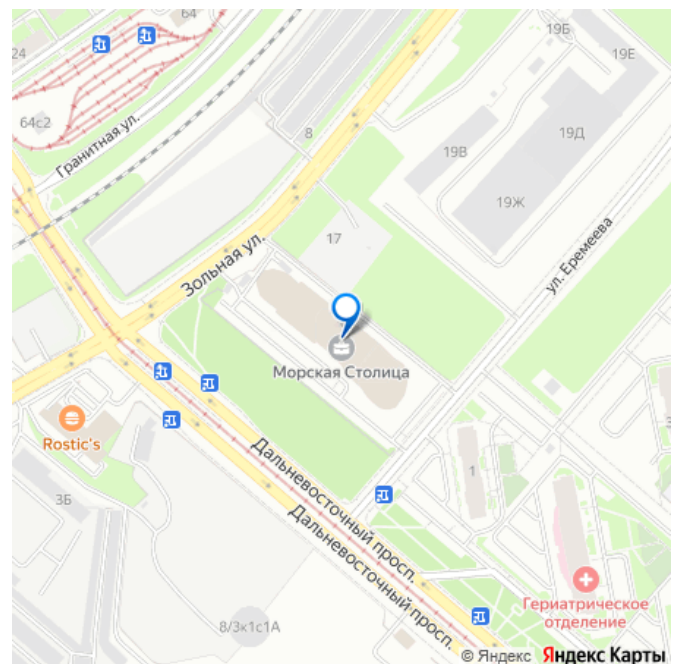 64
24
64с2
Гранитная ул.
8
19Б
19Е
19В
19Д
19Ж
17
Зольная ул.
ул. Еремеева
Морская Столица
Rostic's
3Б
1
Дальневосточный просп.
Дальневосточный просп.
Гериатрическое
отделение
8/3к1с1А
© Яндекс Яндекс Карты